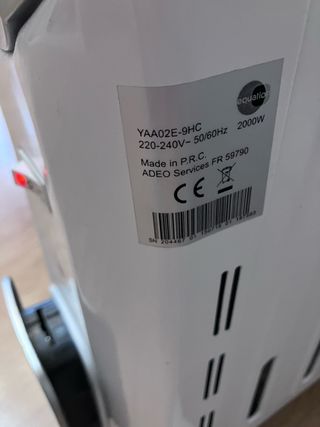 equation
YAA02E-9HC
220-240V~ 50/60Hz 2000W
Made in P.R.C.
ADEO Services FR 59790
CE